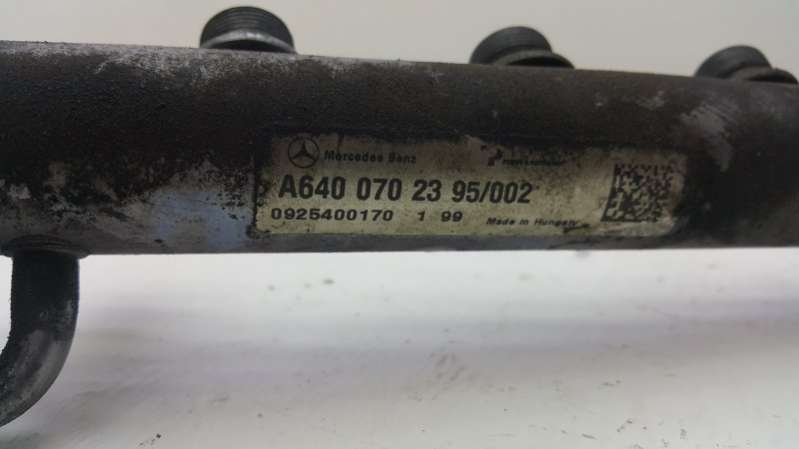 Mercedes Benz
A640 070 23 95/002
0925400170 1 99 Made in Hungary